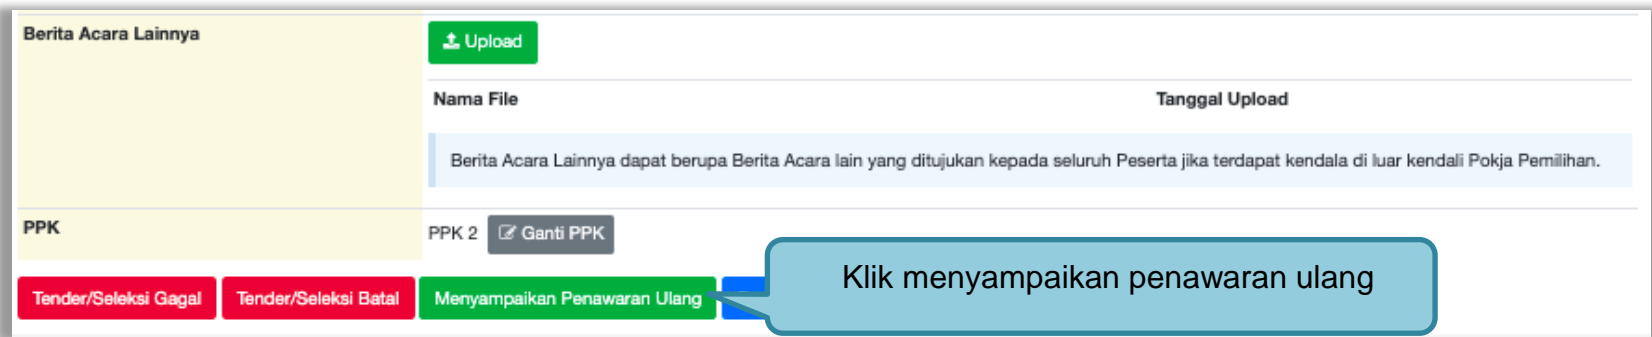 Berita Acara Lainnya
Upload
Nama File Tanggal Upload
Berita Acara Lainnya dapat berupa Berita Acara lain yang ditujukan kepada seluruh Peserta jika terdapat kendala di luar kendali Pokja Pemilihan.
PPK
PPK 2 Ganti PPK
Klik menyampaikan penawaran ulang
Tender/Seleksi Gagal Tender/Seleksi Batal Menyampaikan Penawaran Ulang